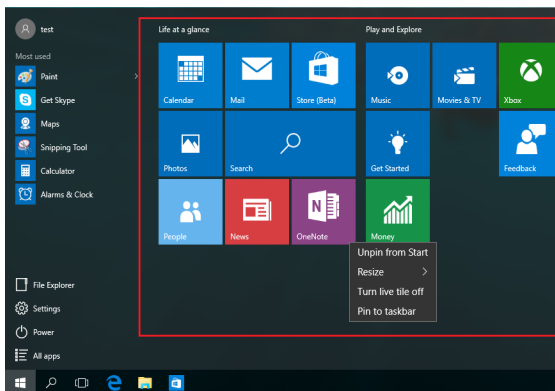 test
Most used
Paint
Get Skype
Maps
Snipping Tool
Calculator
Alarms & Clock
File Explorer
Settings
Power
All apps
Life at a glance
Calendar
Mail
Store (Beta)
Photos
Search
People
News
OneNote
Play and Explore
Music
Movies & TV
Xbox
Get Started
Feedback
Money
Unpin from Start
Resize
Turn live tile off
Pin to taskbar